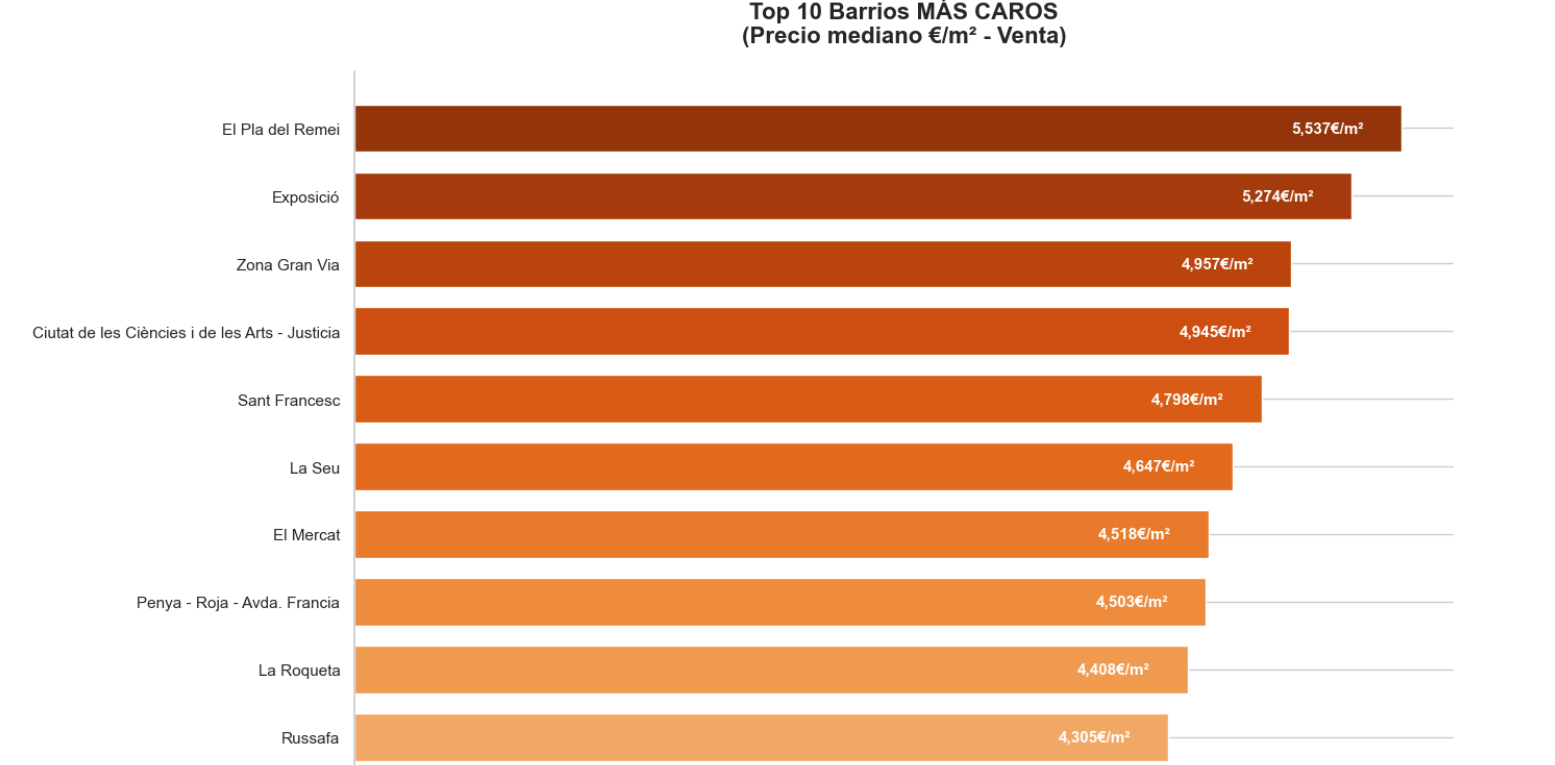 Top 10 Barrios MÁS CAROS
(Precio mediano €/m² - Venta)
El Pla del Remei 5,537€/m²
Exposició 5,274€/m²
Zona Gran Via 4,957€/m²
Ciutat de les Ciències i de les Arts - Justicia 4,945€/m²
Sant Francesc 4,798€/m²
La Seu 4,647€/m²
El Mercat 4,518€/m²
Penya - Roja - Avda. Francia 4,503€/m²
La Roqueta 4,408€/m²
Russafa 4,305€/m²